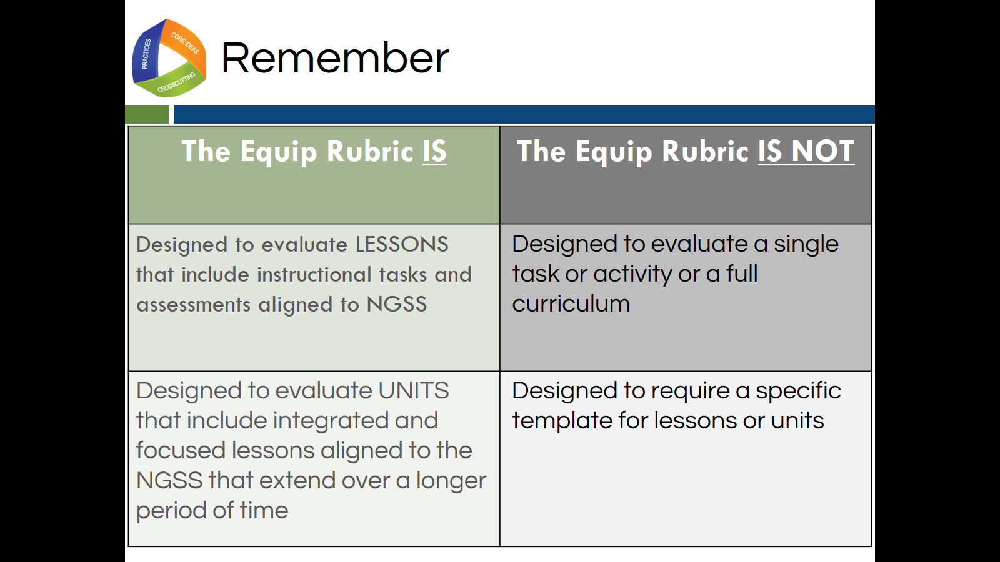 PRACTICES
CORE IDEAS
CROSSCUTTING
Remember
The Equip Rubric IS
The Equip Rubric IS NOT
Designed to evaluate LESSONS
that include instructional tasks and
assessments aligned to NGSS
Designed to evaluate a single
task or activity or a full
curriculum
Designed to evaluate UNITS
that include integrated and
focused lessons aligned to the
NGSS that extend over a longer
period of time
Designed to require a specific
template for lessons or units